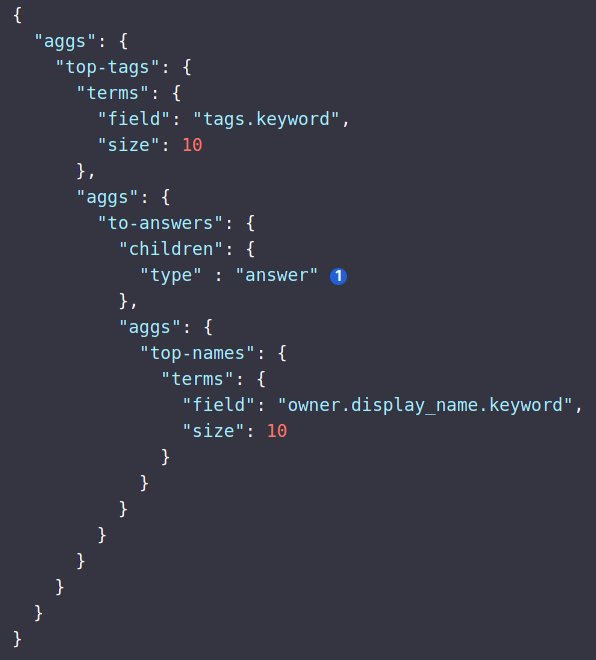 {
  "aggs": {
    "top-tags": {
      "terms": {
        "field": "tags.keyword",
        "size": 10
      },
      "aggs": {
        "to-answers": {
          "children": {
            "type" : "answer" 1
          },
          "aggs": {
            "top-names": {
              "terms": {
                "field": "owner.display_name.keyword",
                "size": 10
              }
            }
          }
        }
      }
    }
  }
}